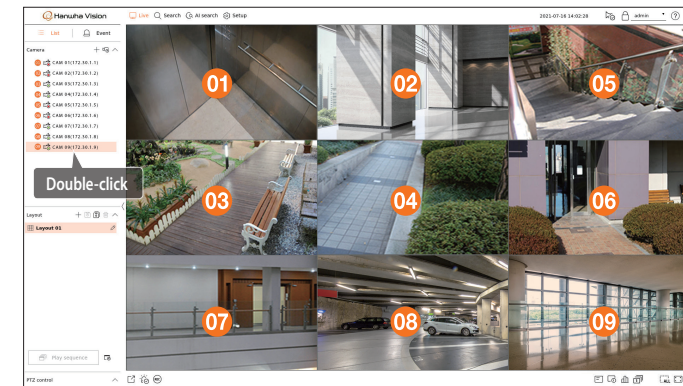 Hanwha Vision
Live Search AI search Setup
2021-07-16 14:02:28 admin
List Event
Camera
CAM 01(172.30.1.1)
CAM 02(172.30.1.2)
CAM 03(172.30.1.3)
CAM 04(172.30.1.4)
CAM 05(172.30.1.5)
CAM 06(172.30.1.6)
CAM 07(172.30.1.7)
CAM 08(172.30.1.8)
CAM 09(172.30.1.9)
Double-click
Layout
Layout 01
Play sequence
PTZ control
01
02
05
03
04
06
07
08
09